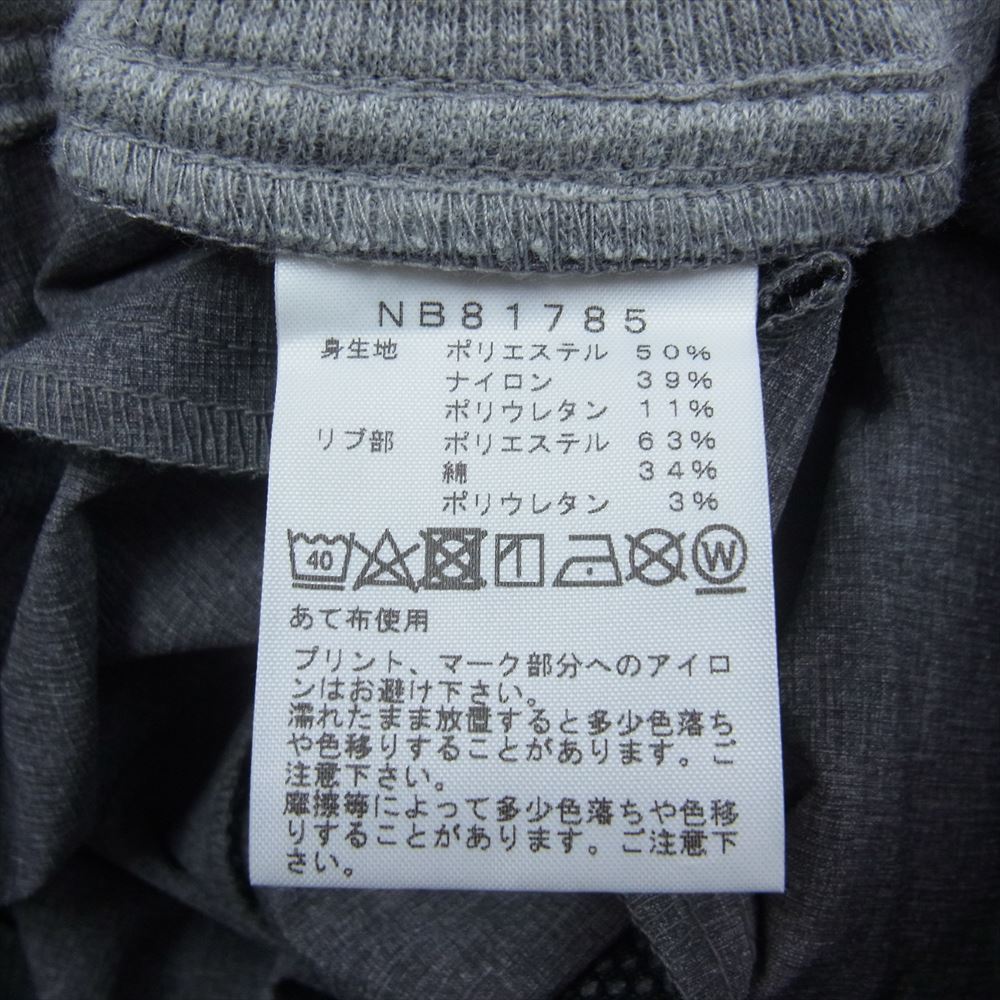 NB81785
身生地 ポリエステル 50%
ナイロン 39%
ポリウレタン 11%
リブ部 ポリエステル 63%
綿 34%
ポリウレタン 3%
40 W
あて布使用
プリント、マーク部分へのアイロ
ンはお避け下さい。
濡れたまま放置すると多少色落ち
や色移りすることがあります。ご
注意下さい。
摩擦等によって多少色落ちや色移
りすることがあります。ご注意下
さい。